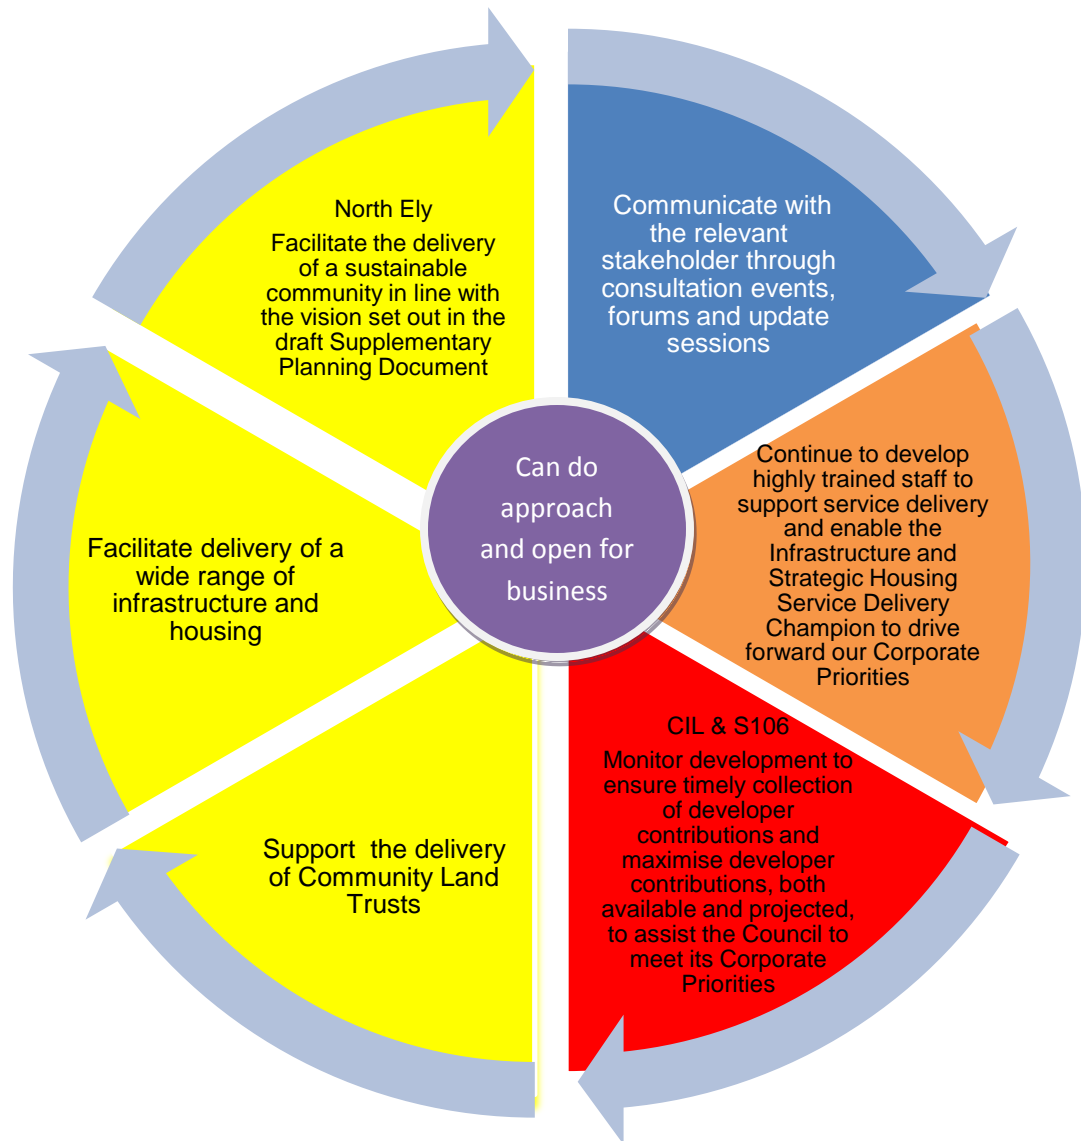 North Ely
Facilitate the delivery
of a sustainable
community in line with
the vision set out in the
draft Supplementary
Planning Document
Communicate with
the relevant
stakeholder through
consultation events,
forums and update
sessions
Continue to develop
highly trained staff to
support service delivery
and enable the
Infrastructure and
Strategic Housing
Service Delivery
Champion to drive
forward our Corporate
Priorities
CIL & S106
Monitor development to
ensure timely collection
of developer
contributions and
maximise developer
contributions, both
available and projected,
to assist the Council to
meet its Corporate
Priorities
Support the delivery
of Community Land
Trusts
Facilitate delivery of a
wide range of
infrastructure and
housing
Can do
approach
and open for
business